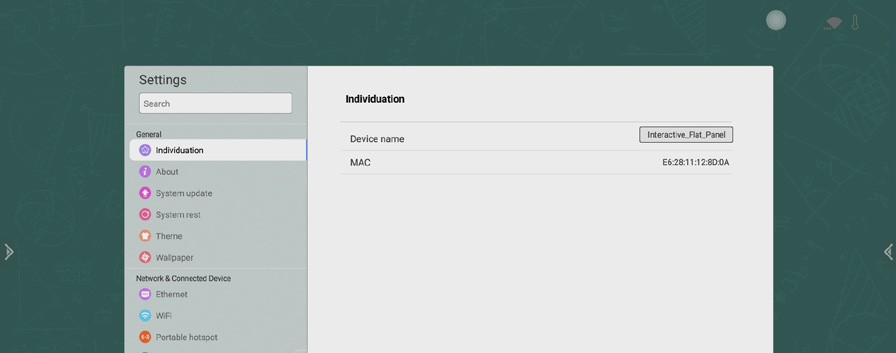 Settings
Search
General
Individuation
About
System update
System rest
Theme
Wallpaper
Network & Connected Device
Ethernet
WiFi
Portable hotspot
Individuation
Device name
Interactive_Flat_Panel
MAC
E6:28:11:12:8D:0A